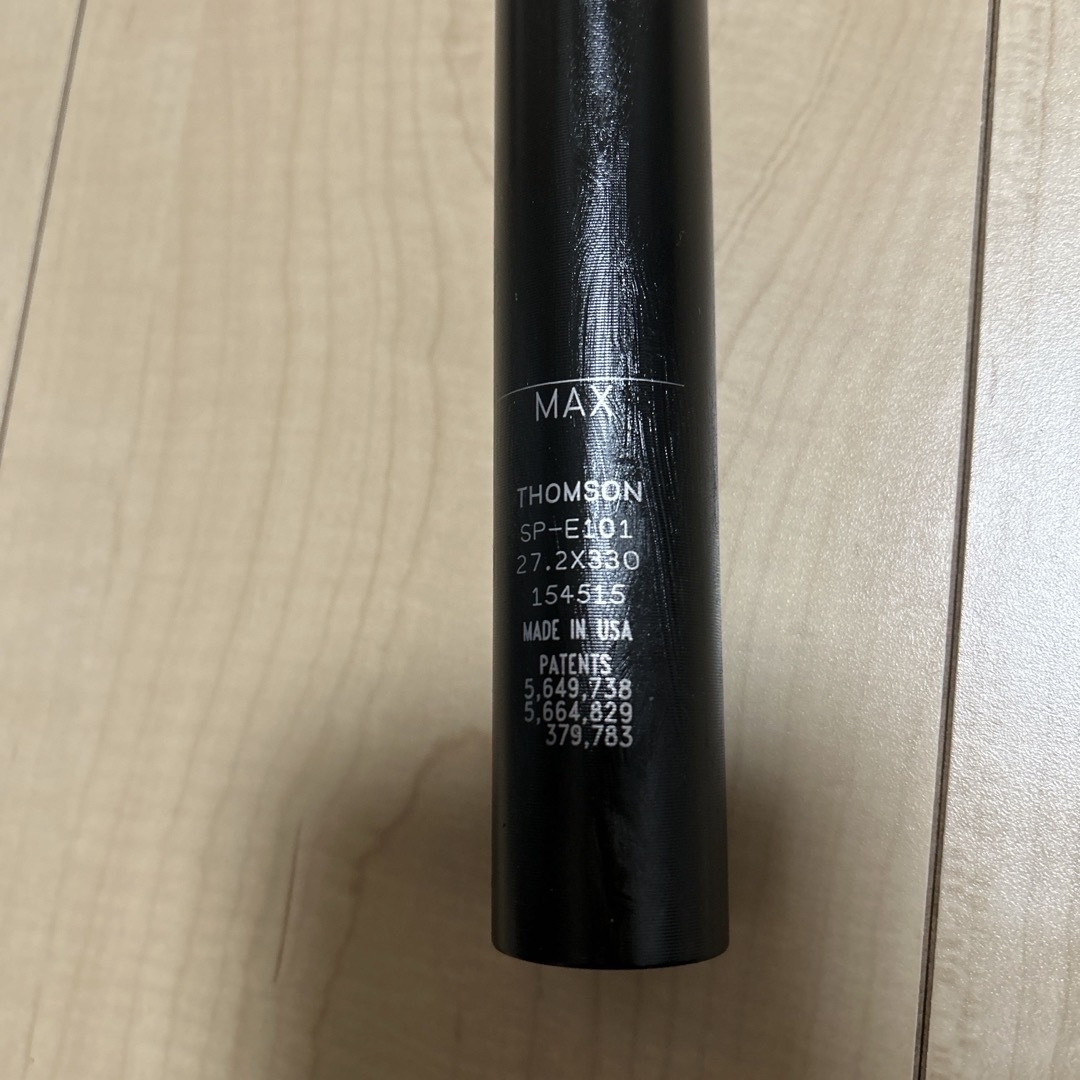 MAX
THOMSON
SP-E101
27.2X330
154515
MADE IN USA
PATENTS
5,649,738
5,664,829
379,783